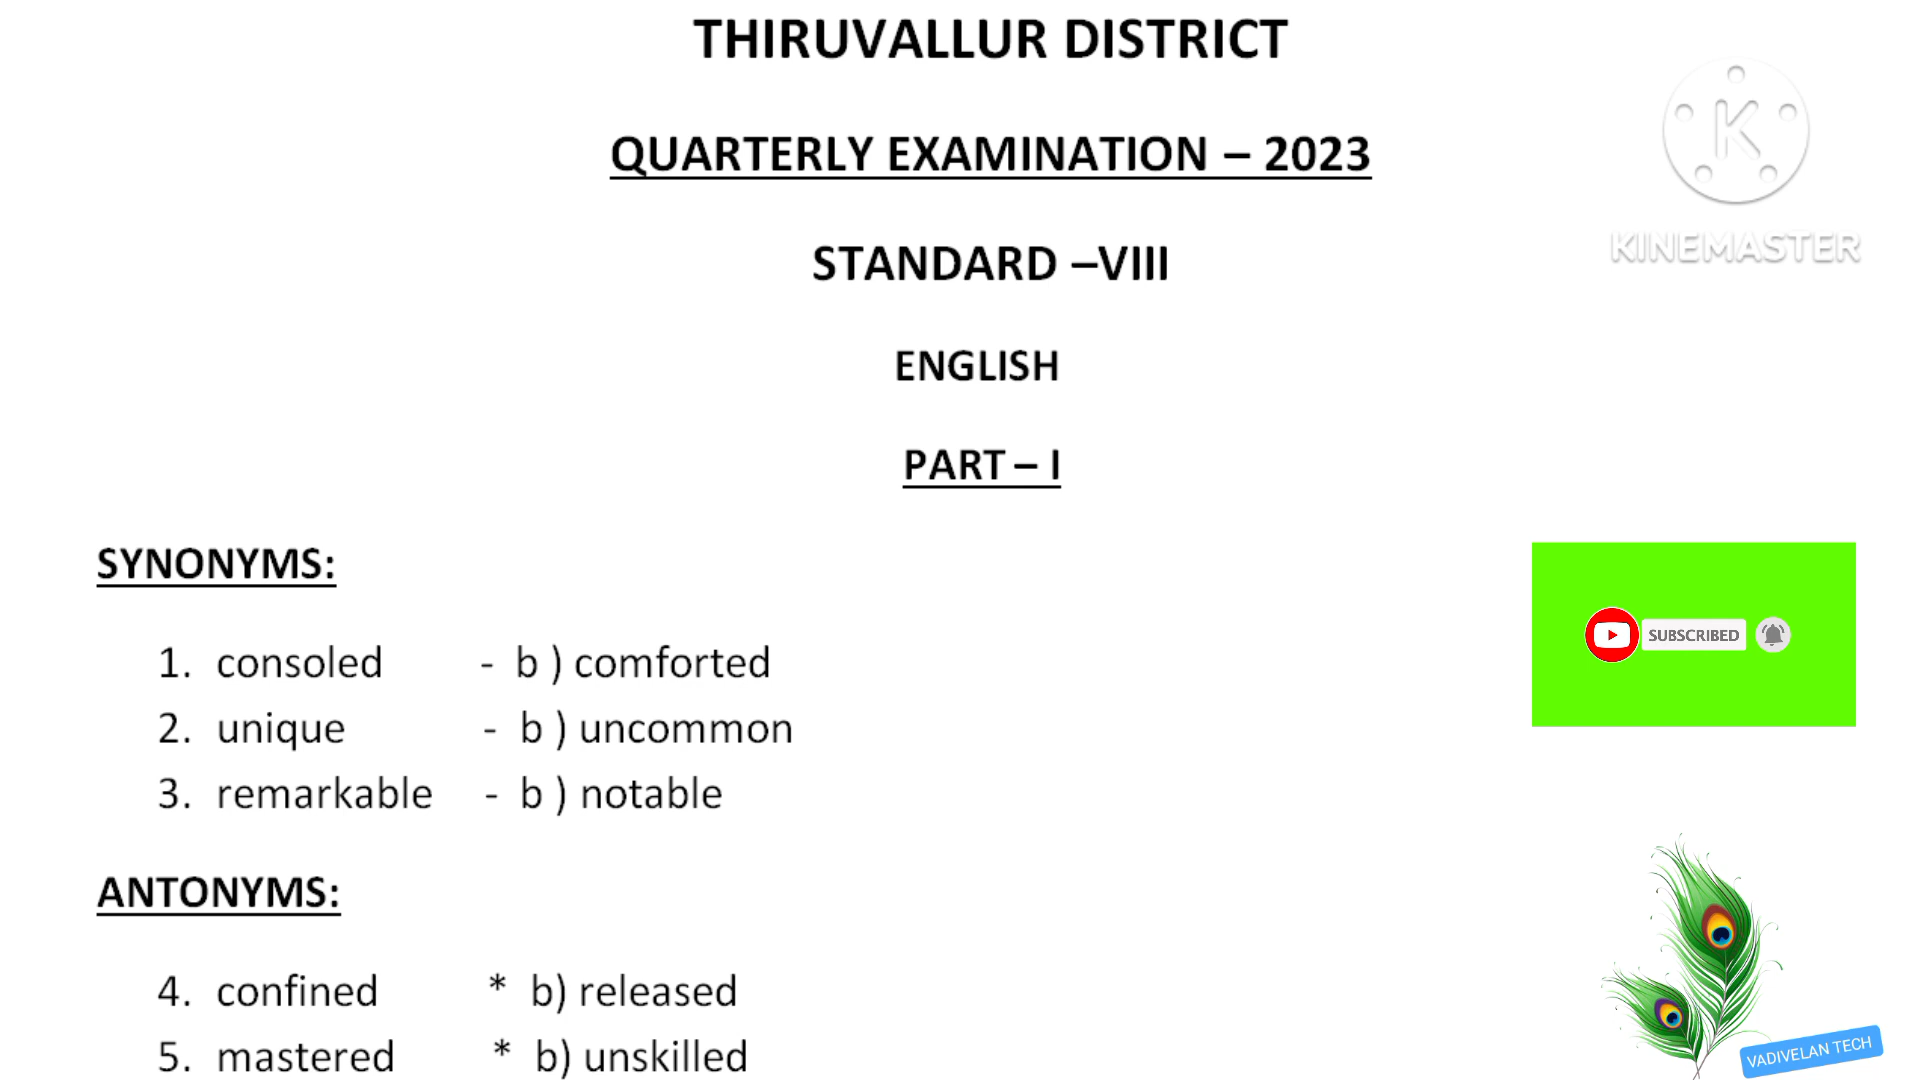 THIRUVALLUR DISTRICT
QUARTERLY EXAMINATION – 2023
K
KINEMASTER
STANDARD –VIII
ENGLISH
PART – I
SYNONYMS:
SUBSCRIBED
1. consoled - b ) comforted
2. unique - b ) uncommon
3. remarkable - b ) notable
ANTONYMS:
4. confined * b) released
5. mastered * b) unskilled
VADIVELAN TECH